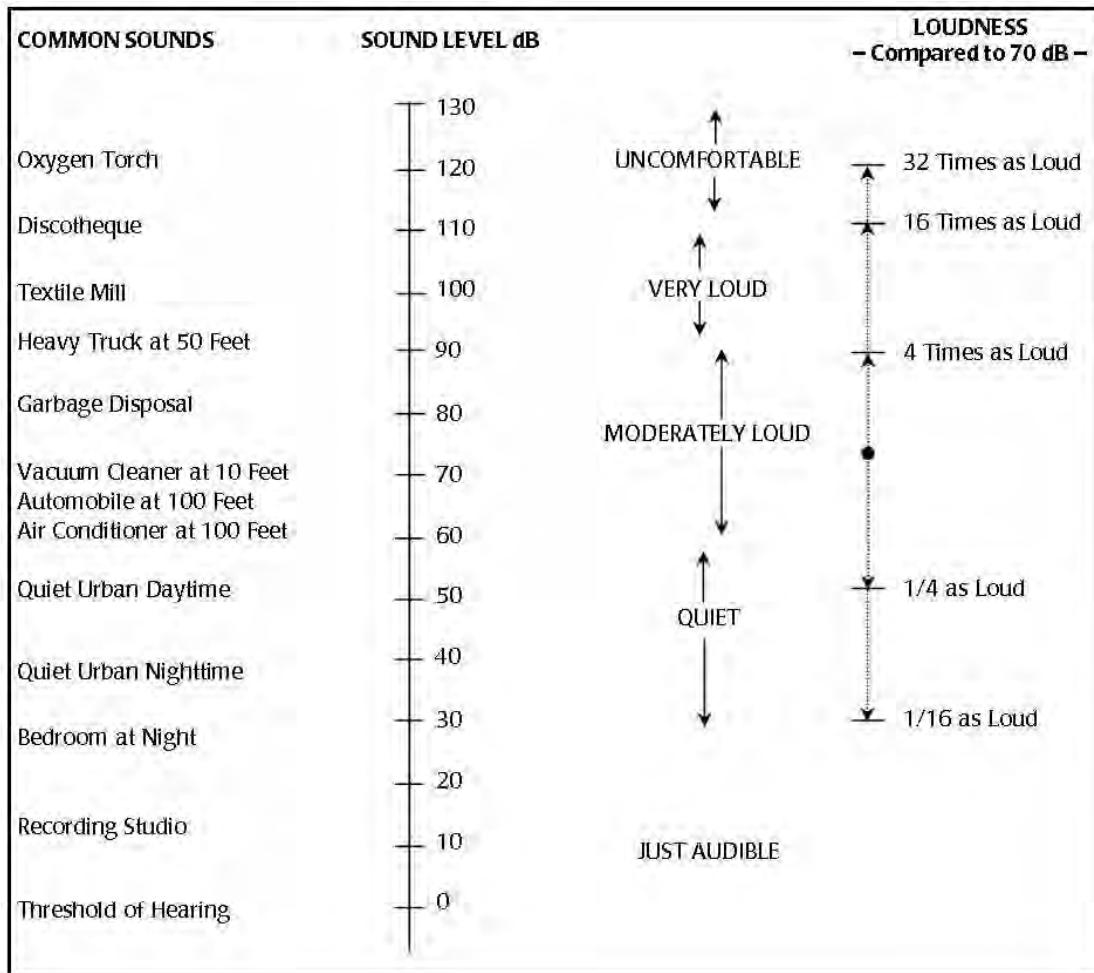 COMMON SOUNDS SOUND LEVEL dB LOUDNESS
– Compared to 70 dB –
130
Oxygen Torch 120 UNCOMFORTABLE 32 Times as Loud
Discotheque 110 16 Times as Loud
Textile Mill 100 VERY LOUD
Heavy Truck at 50 Feet 90 4 Times as Loud
Garbage Disposal 80
MODERATELY LOUD
Vacuum Cleaner at 10 Feet 70
Automobile at 100 Feet
Air Conditioner at 100 Feet 60
Quiet Urban Daytime 50 1/4 as Loud
QUIET
40
Quiet Urban Nighttime
30 1/16 as Loud
Bedroom at Night
20
Recording Studio
10 JUST AUDIBLE
Threshold of Hearing 0